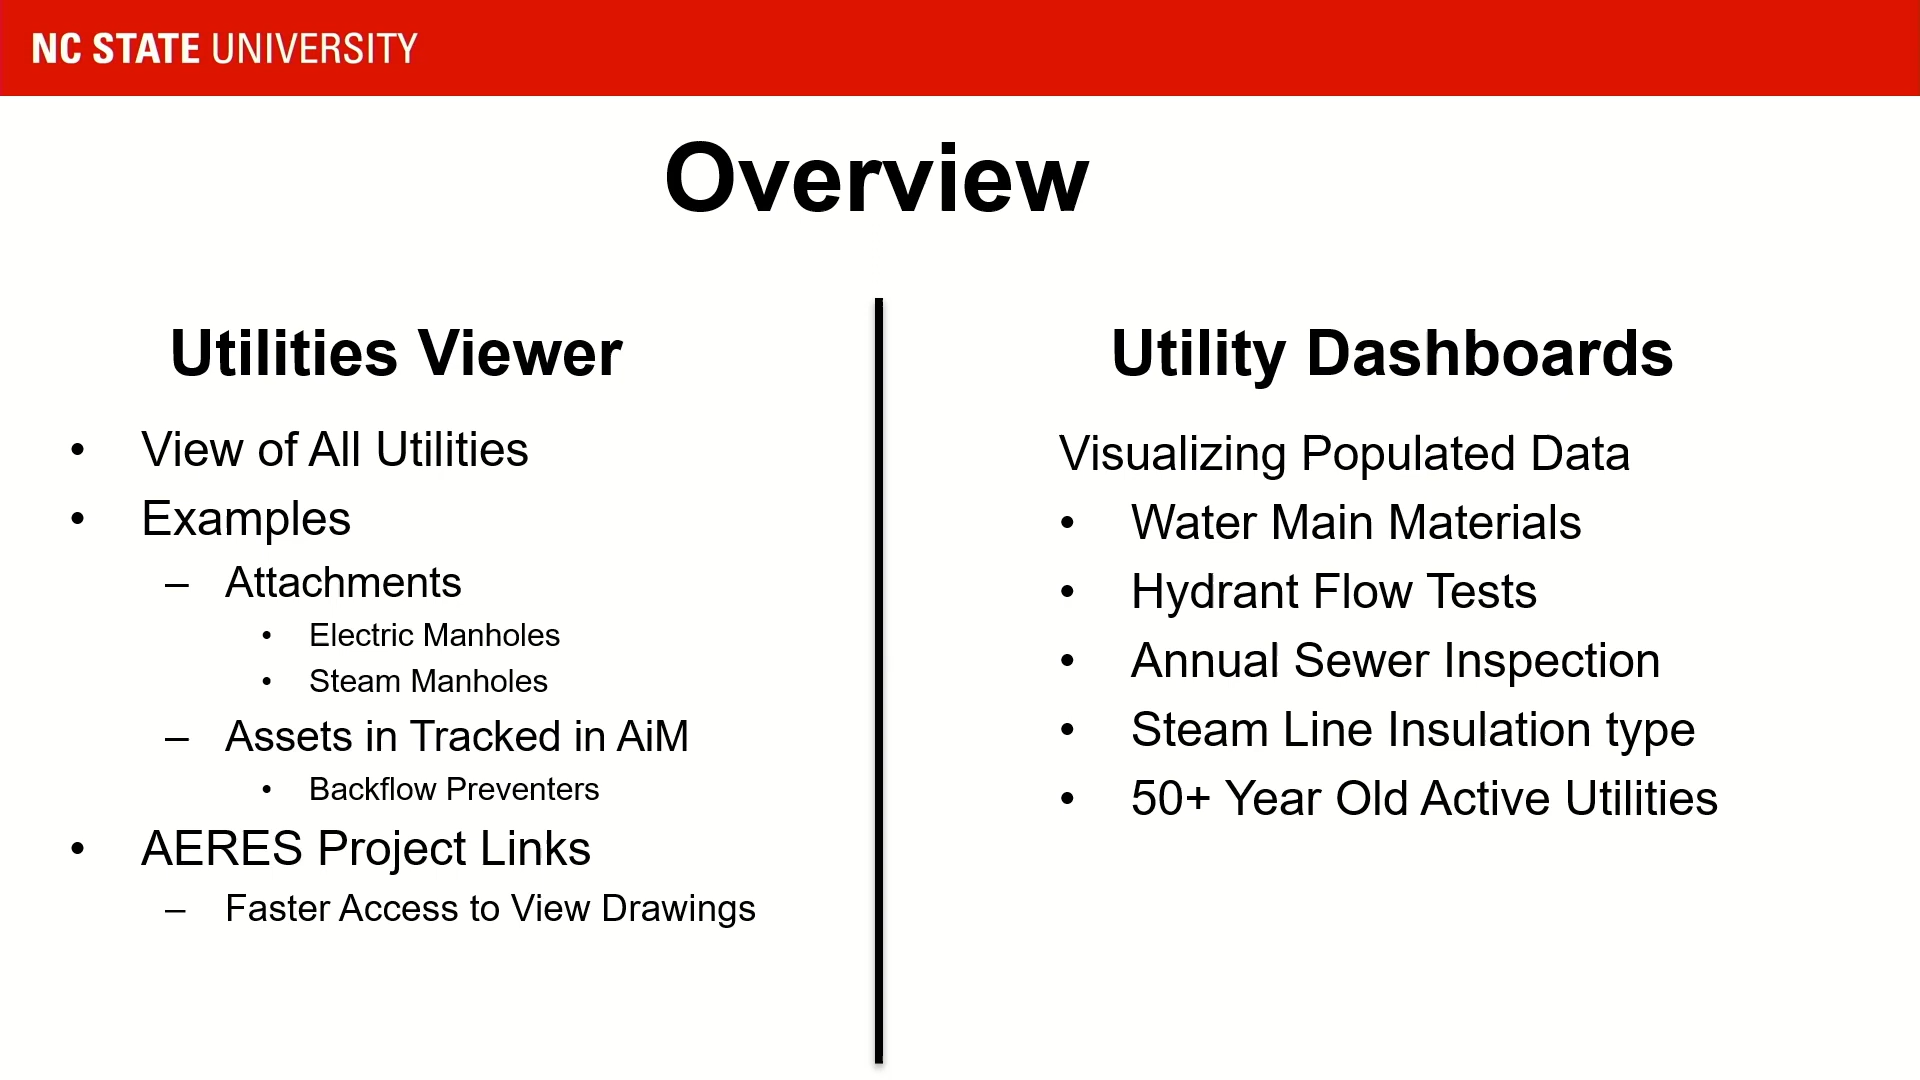 NC STATE UNIVERSITY
Overview
Utilities Viewer
• View of All Utilities
• Examples
– Attachments
• Electric Manholes
• Steam Manholes
– Assets in Tracked in AiM
• Backflow Preventers
• AERES Project Links
– Faster Access to View Drawings
Utility Dashboards
Visualizing Populated Data
• Water Main Materials
• Hydrant Flow Tests
• Annual Sewer Inspection
• Steam Line Insulation type
• 50+ Year Old Active Utilities